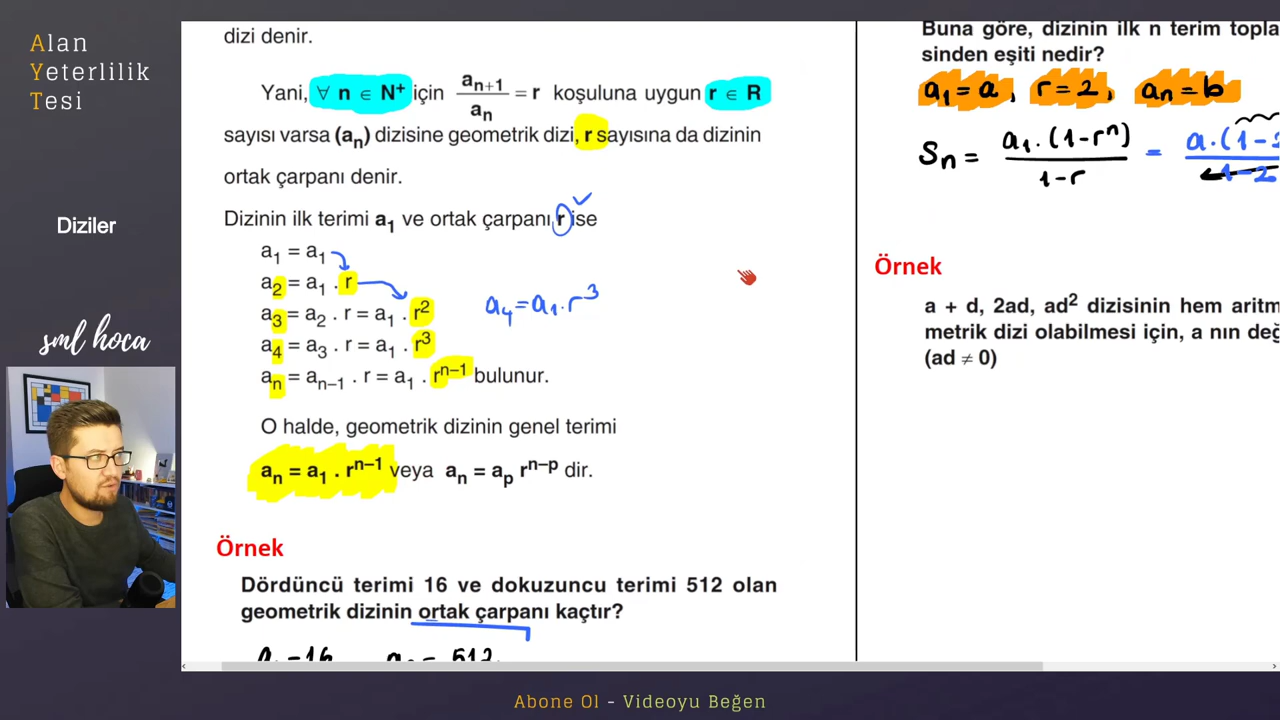 Alan
Yeterlilik
Tesi
Diziler
sml hoca
dizi denir.
Yani, ∀ n ∈ N⁺ için aₙ₊₁/aₙ = r koşuluna uygun r ∈ R
sayısı varsa (aₙ) dizisine geometrik dizi, r sayısına da dizinin
ortak çarpanı denir.
Dizinin ilk terimi a₁ ve ortak çarpanı r ise
a₁ = a₁
a₂ = a₁ . r
a₃ = a₂ . r = a₁ . r²
a₄ = a₃ . r = a₁ . r³
aₙ = aₙ₋₁ . r = a₁ . rⁿ⁻¹ bulunur.
a₄ = a₁ . r³
O halde, geometrik dizinin genel terimi
aₙ = a₁ . rⁿ⁻¹ veya aₙ = aₚ rⁿ⁻ᵖ dir.
Örnek
Dördüncü terimi 16 ve dokuzuncu terimi 512 olan
geometrik dizinin ortak çarpanı kaçtır?
Buna göre, dizinin ilk n terim topla
sinden eşiti nedir?
a₁ = a, r = 2, aₙ = b
Sₙ = a₁ . (1 - rⁿ) / 1 - r =
Örnek
a + d, 2ad, ad² dizisinin hem aritm
metrik dizi olabilmesi için, a nın değ
(ad ≠ 0)
Abone Ol - Videoyu Beğen